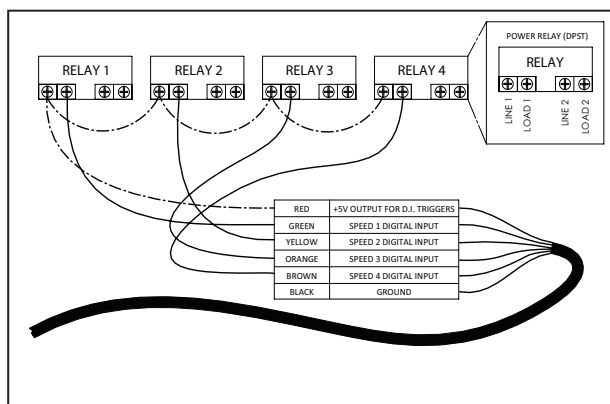 POWER RELAY (DPST)
RELAY 1
RELAY 2
RELAY 3
RELAY 4
RELAY
LINE 1
LOAD 1
LINE 2
LOAD 2
RED +5V OUTPUT FOR D.I. TRIGGERS
GREEN SPEED 1 DIGITAL INPUT
YELLOW SPEED 2 DIGITAL INPUT
ORANGE SPEED 3 DIGITAL INPUT
BROWN SPEED 4 DIGITAL INPUT
BLACK GROUND